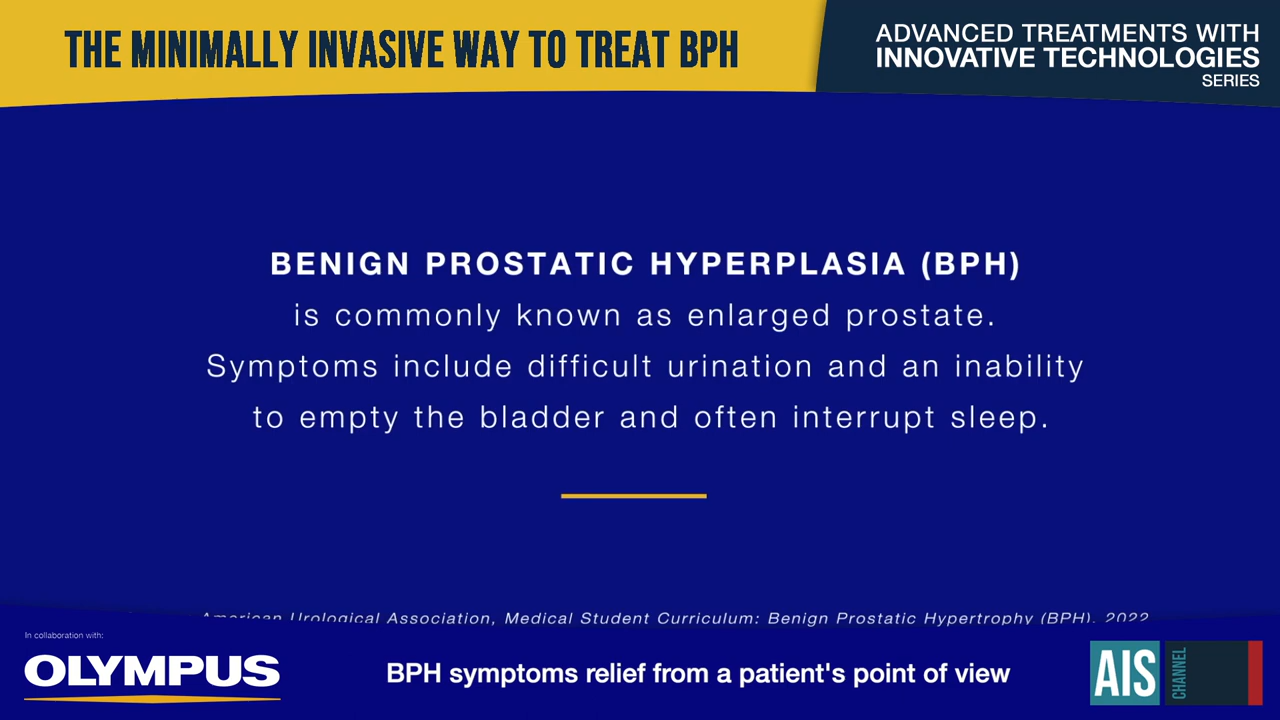 THE MINIMALLY INVASIVE WAY TO TREAT BPH
ADVANCED TREATMENTS WITH
INNOVATIVE TECHNOLOGIES
SERIES
BENIGN PROSTATIC HYPERPLASIA (BPH)
is commonly known as enlarged prostate.
Symptoms include difficult urination and an inability
to empty the bladder and often interrupt sleep.
American Urological Association, Medical Student Curriculum: Benign Prostatic Hypertrophy (BPH). 2022
In collaboration with:
OLYMPUS
BPH symptoms relief from a patient's point of view
AIS
CHANNEL